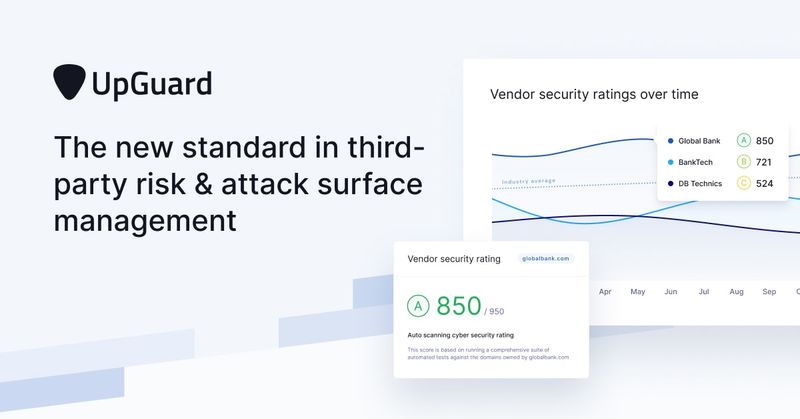 UpGuard
The new standard in third-
party risk & attack surface
management
Vendor security ratings over time
Global Bank A 850
BankTech B 721
DB Technics C 524
Industry average
Apr May Jun Jul Aug Sep
Vendor security rating globalbank.com
A 850 / 950
Auto scanning cyber security rating
This score is based on running a comprehensive suite of
automated tests against the domains owned by globalbank.com